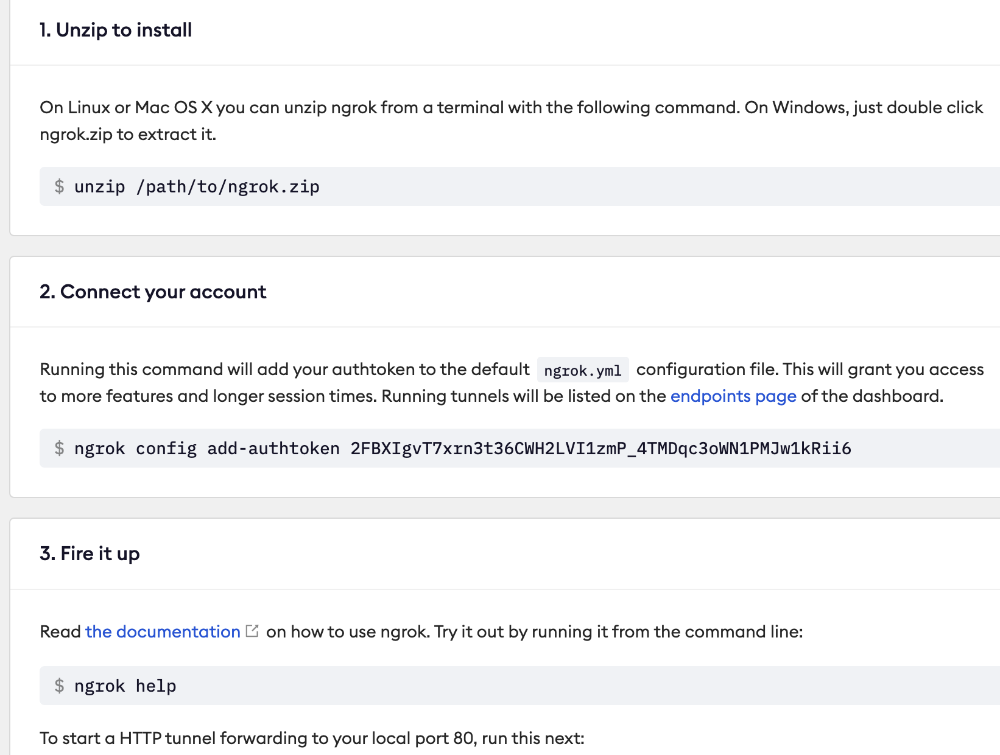 1. Unzip to install
On Linux or Mac OS X you can unzip ngrok from a terminal with the following command. On Windows, just double click
ngrok.zip to extract it.
$ unzip /path/to/ngrok.zip
2. Connect your account
Running this command will add your authtoken to the default ngrok.yml configuration file. This will grant you access
to more features and longer session times. Running tunnels will be listed on the endpoints page of the dashboard.
$ ngrok config add-authtoken 2FBXIgvT7xrn3t36CWH2LVI1zmP_4TMDqc3oWN1PMJw1kRii6
3. Fire it up
Read the documentation on how to use ngrok. Try it out by running it from the command line:
$ ngrok help
To start a HTTP tunnel forwarding to your local port 80, run this next: